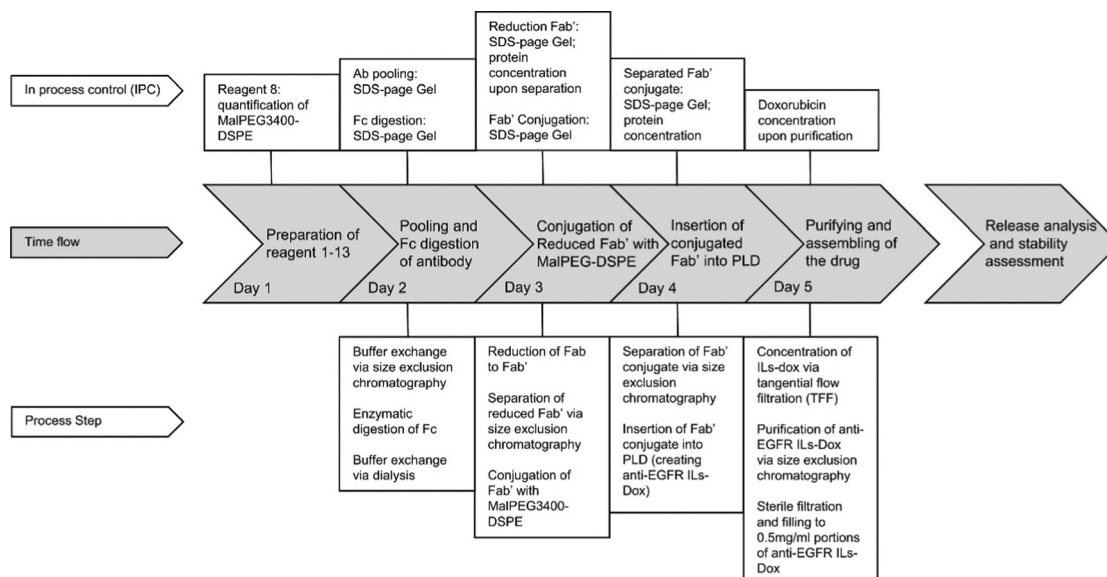 In process control (IPC)
Reagent 8:
quantification of
MalPEG3400-
DSPE
Ab pooling:
SDS-page Gel
Fc digestion:
SDS-page Gel
Reduction Fab':
SDS-page Gel;
protein
concentration
upon separation
Fab' Conjugation:
SDS-page Gel
Separated Fab'
conjugate:
SDS-page Gel;
protein
concentration
Doxorubicin
concentration
upon purification
Time flow
Preparation of
reagent 1-13
Day 1
Pooling and
Fc digestion
of antibody
Day 2
Conjugation of
Reduced Fab' with
MalPEG-DSPE
Day 3
Insertion of
conjugated
Fab' into PLD
Day 4
Purifying and
assembling of
the drug
Day 5
Release analysis
and stability
assessment
Process Step
Buffer exchange
via size exclusion
chromatography
Enzymatic
digestion of Fc
Buffer exchange
via dialysis
Reduction of Fab
to Fab'
Separation of
reduced Fab' via
size exclusion
chromatography
Conjugation of
Fab' with
MalPEG3400-
DSPE
Separation of Fab'
conjugate via size
exclusion
chromatography
Insertion of Fab'
conjugate into
PLD (creating
anti-EGFR ILs-
Dox)
Concentration of
ILs-dox via
tangential flow
filtration (TFF)
Purification of anti-
EGFR ILs-Dox
via size exclusion
chromatography
Sterile filtration
and filling to
0.5mg/ml portions
of anti-EGFR ILs-
Dox